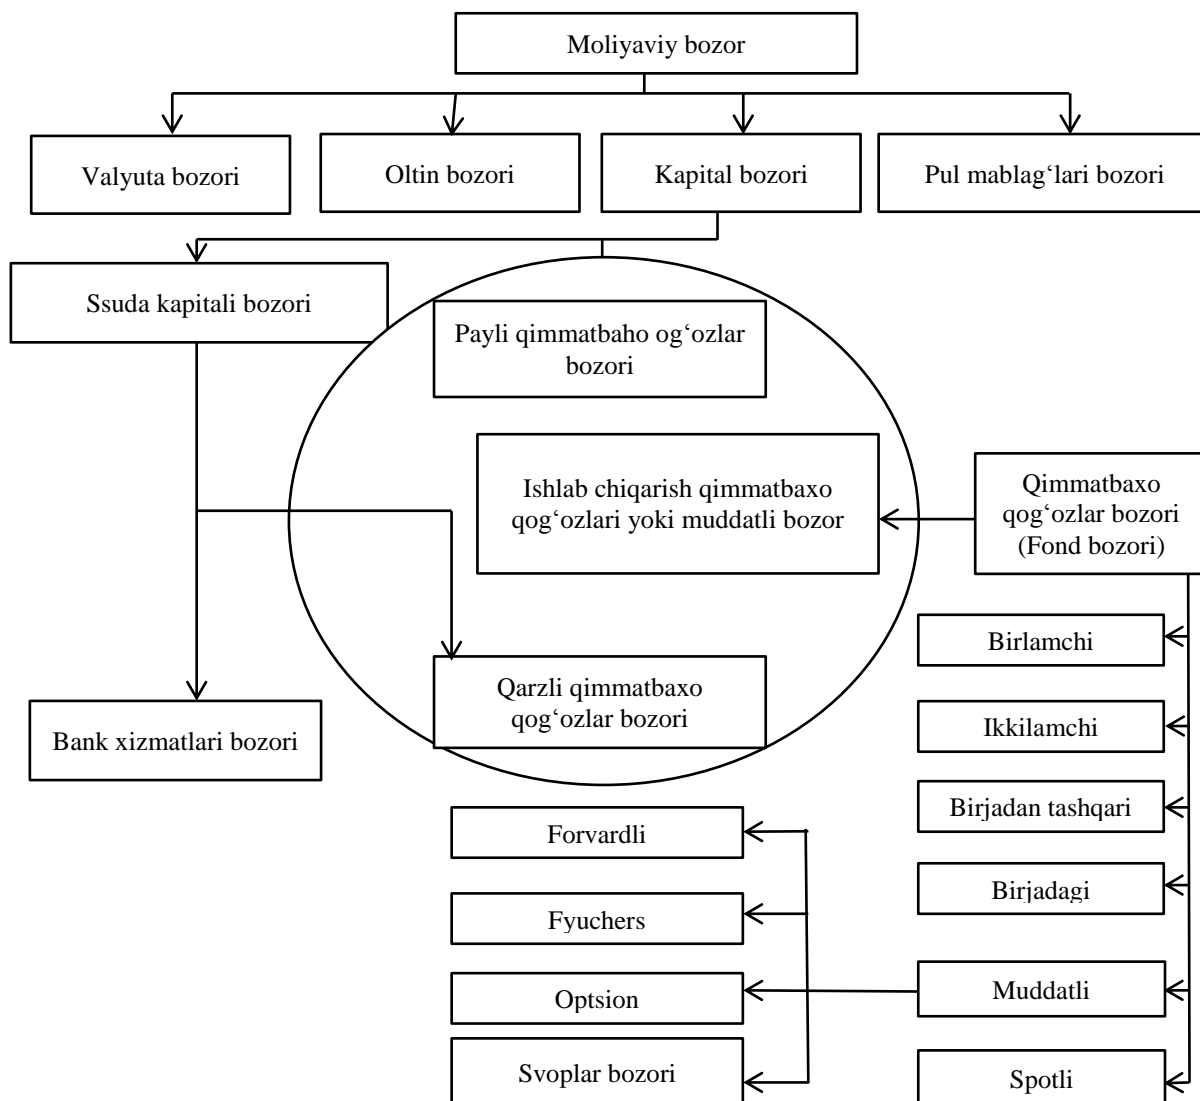 Moliyaviy bozor
Valyuta bozori
Oltin bozori
Kapital bozori
Pul mablag‘lari bozori
Ssuda kapitali bozori
Payli qimmatbaho og‘ozlar
bozori
Ishlab chiqarish qimmatbaxo
qog‘ozlari yoki muddatli bozor
Qimmatbaxo
qog‘ozlar bozori
(Fond bozori)
Birlamchi
Qarzli qimmatbaxo
qog‘ozlar bozori
Bank xizmatlari bozori
Ikkilamchi
Forvardli
Birjadan tashqari
Fyuchers
Birjadagi
Optsion
Muddatli
Svoplar bozori
Spotli